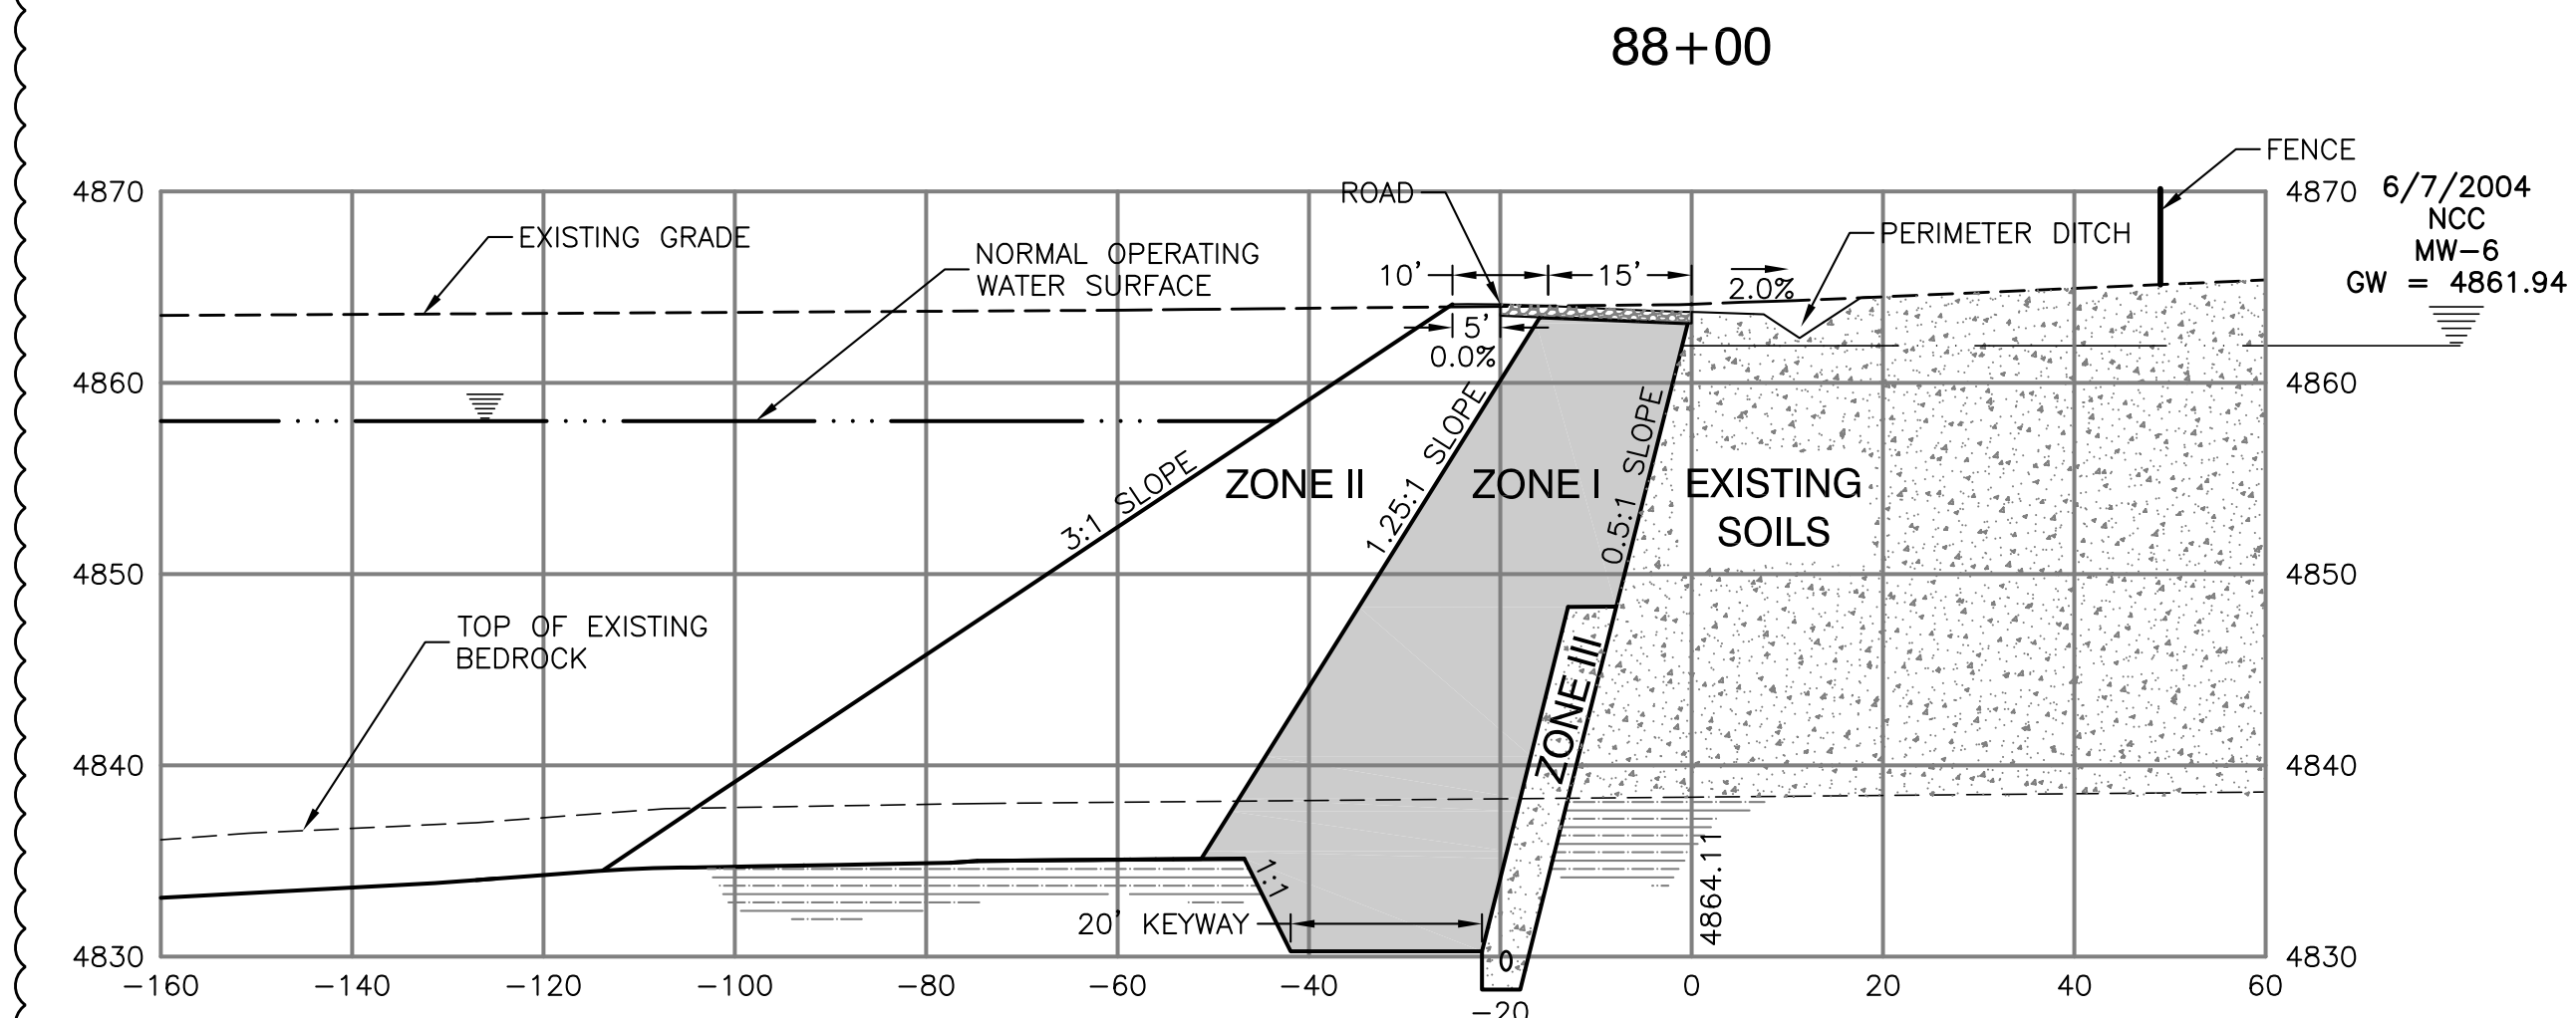 88+00
FENCE
4870
ROAD
4870
6/7/2004
NCC
MW-6
GW = 4861.94
EXISTING GRADE
NORMAL OPERATING
WATER SURFACE
PERIMETER DITCH
10'
15'
2.0%
5'
0.0%
4860
4860
3:1 SLOPE
ZONE II
1.25:1 SLOPE
ZONE I
0.5:1 SLOPE
EXISTING
SOILS
4850
4850
TOP OF EXISTING
BEDROCK
ZONE III
4840
4840
1:1
20' KEYWAY
4864.11
4830
4830
-160
-140
-120
-100
-80
-60
-40
-20
0
20
40
60